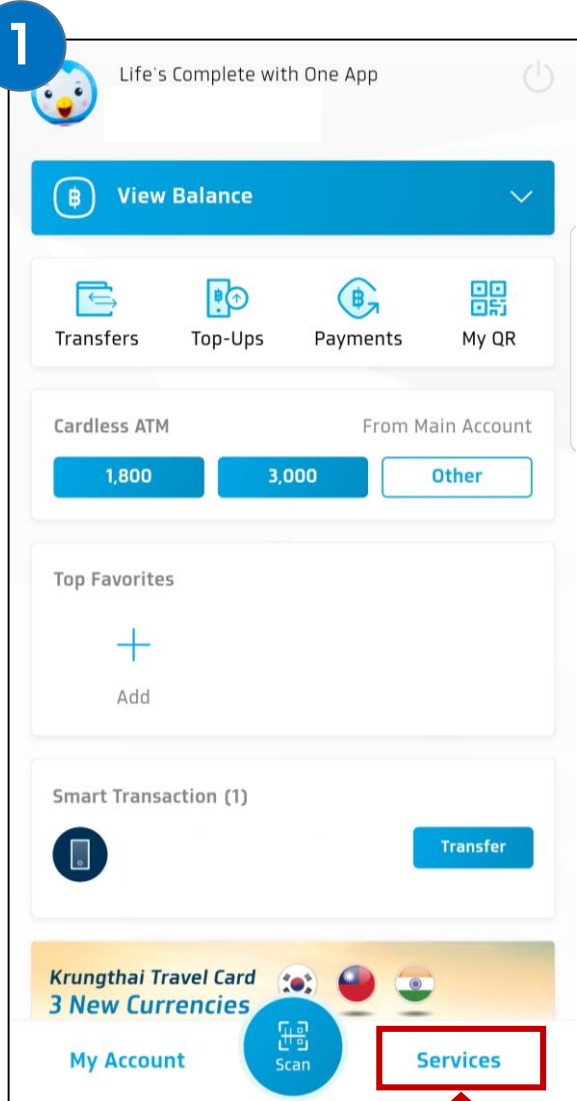 1
Life's Complete with One App
฿ View Balance
Transfers Top-Ups Payments My QR
Cardless ATM From Main Account
1,800 3,000 Other
Top Favorites
Add
Smart Transaction (1)
Transfer
Krungthai Travel Card
3 New Currencies
My Account Scan Services